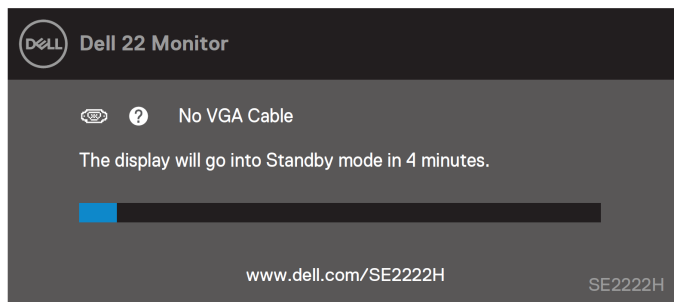 DELL
Dell 22 Monitor
? No VGA Cable
The display will go into Standby mode in 4 minutes.
www.dell.com/SE2222H
SE2222H